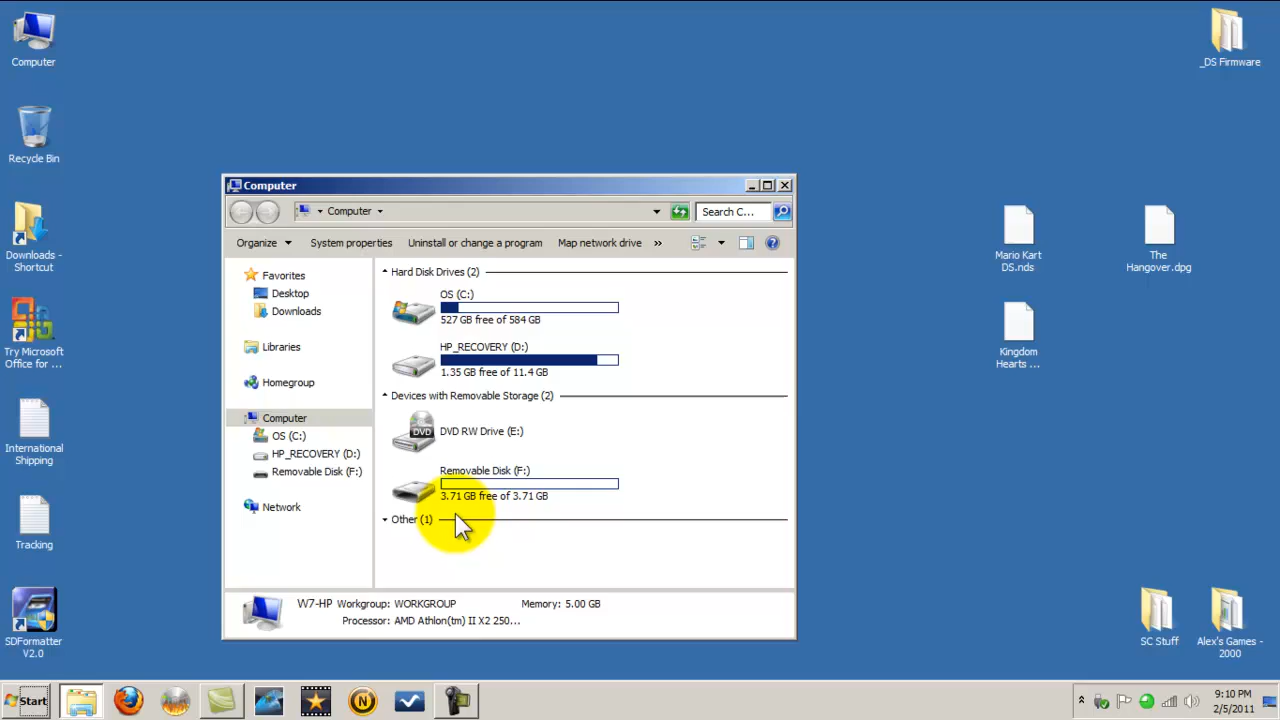 Computer
Recycle Bin
Downloads -
Shortcut
Try Microsoft
Office for ...
International
Shipping
Tracking
SDFormatter
V2.0
Computer
Computer
Search C...
Organize
System properties
Uninstall or change a program
Map network drive
»
Favorites
Desktop
Downloads
Libraries
Homegroup
Computer
OS (C:)
HP_RECOVERY (D:)
Removable Disk (F:)
Network
Hard Disk Drives (2)
OS (C:)
527 GB free of 584 GB
HP_RECOVERY (D:)
1.35 GB free of 11.4 GB
Devices with Removable Storage (2)
DVD
DVD RW Drive (E:)
Removable Disk (F:)
3.71 GB free of 3.71 GB
Other (1)
W7-HP Workgroup: WORKGROUP Memory: 5.00 GB
Processor: AMD Athlon(tm) II X2 250...
_DS Firmware
Mario Kart
DS.nds
The
Hangover.dpg
Kingdom
Hearts ...
SC Stuff
Alex's Games -
2000
Start
N
9:10 PM
2/5/2011